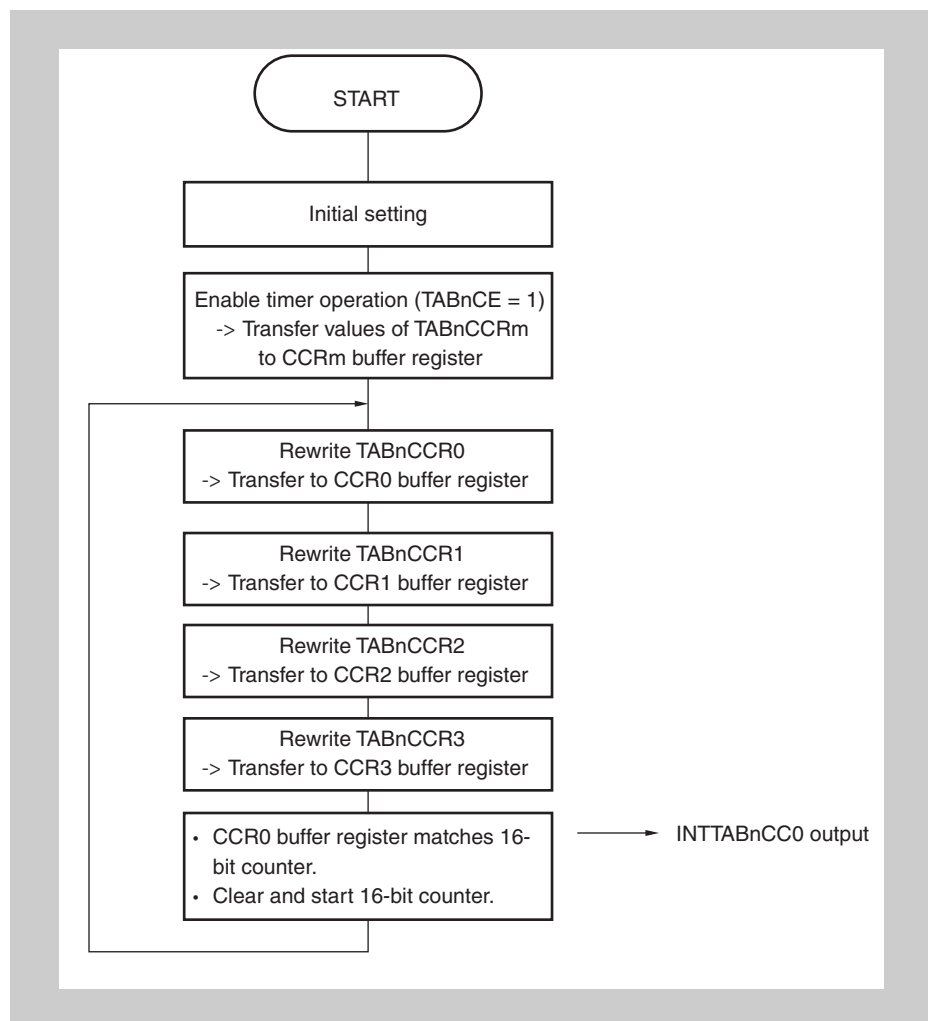 START
Initial setting
Enable timer operation (TABnCE = 1)
-> Transfer values of TABnCCRm
to CCRm buffer register
Rewrite TABnCCR0
-> Transfer to CCR0 buffer register
Rewrite TABnCCR1
-> Transfer to CCR1 buffer register
Rewrite TABnCCR2
-> Transfer to CCR2 buffer register
Rewrite TABnCCR3
-> Transfer to CCR3 buffer register
• CCR0 buffer register matches 16-
bit counter.
• Clear and start 16-bit counter.
INTTABnCC0 output